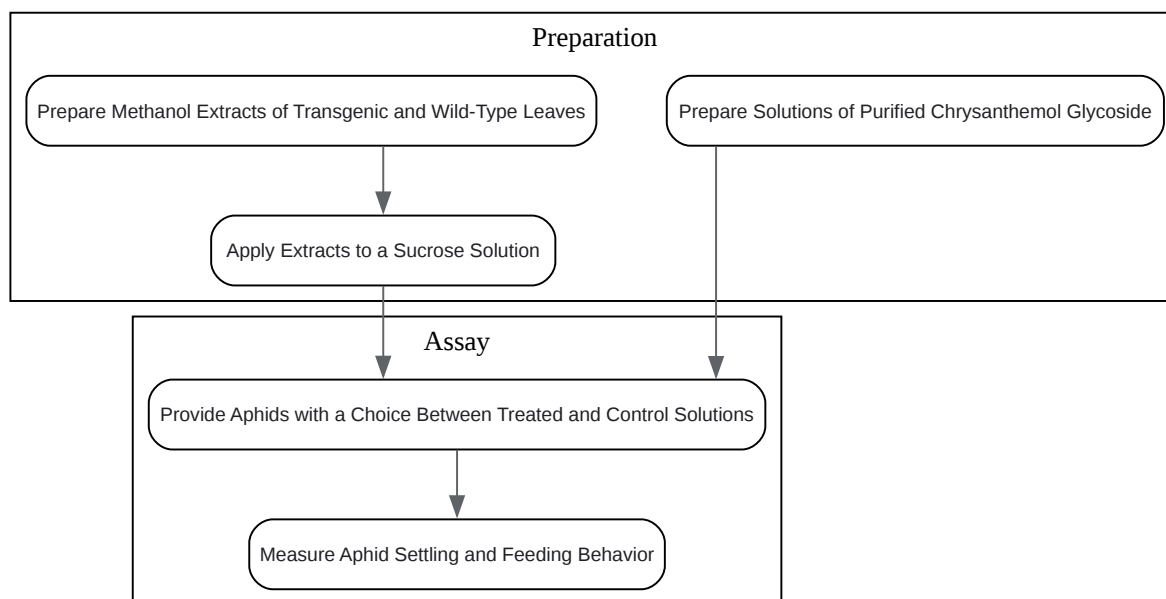 Preparation
Prepare Methanol Extracts of Transgenic and Wild-Type Leaves
Prepare Solutions of Purified Chrysanthemol Glycoside
Apply Extracts to a Sucrose Solution
Assay
Provide Aphids with a Choice Between Treated and Control Solutions
Measure Aphid Settling and Feeding Behavior